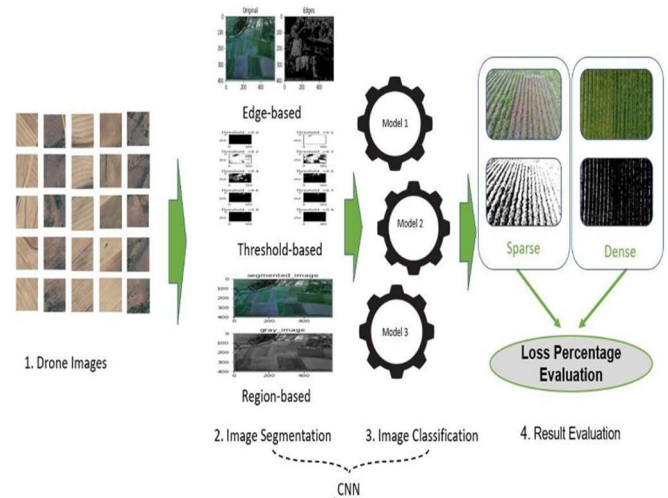 Original
Edges
Edge-based
Threshold-based
segmented_image
gray_image
Region-based
Model 1
Model 2
Model 3
Sparse
Dense
Loss Percentage
Evaluation
1. Drone Images
2. Image Segmentation
3. Image Classification
4. Result Evaluation
CNN